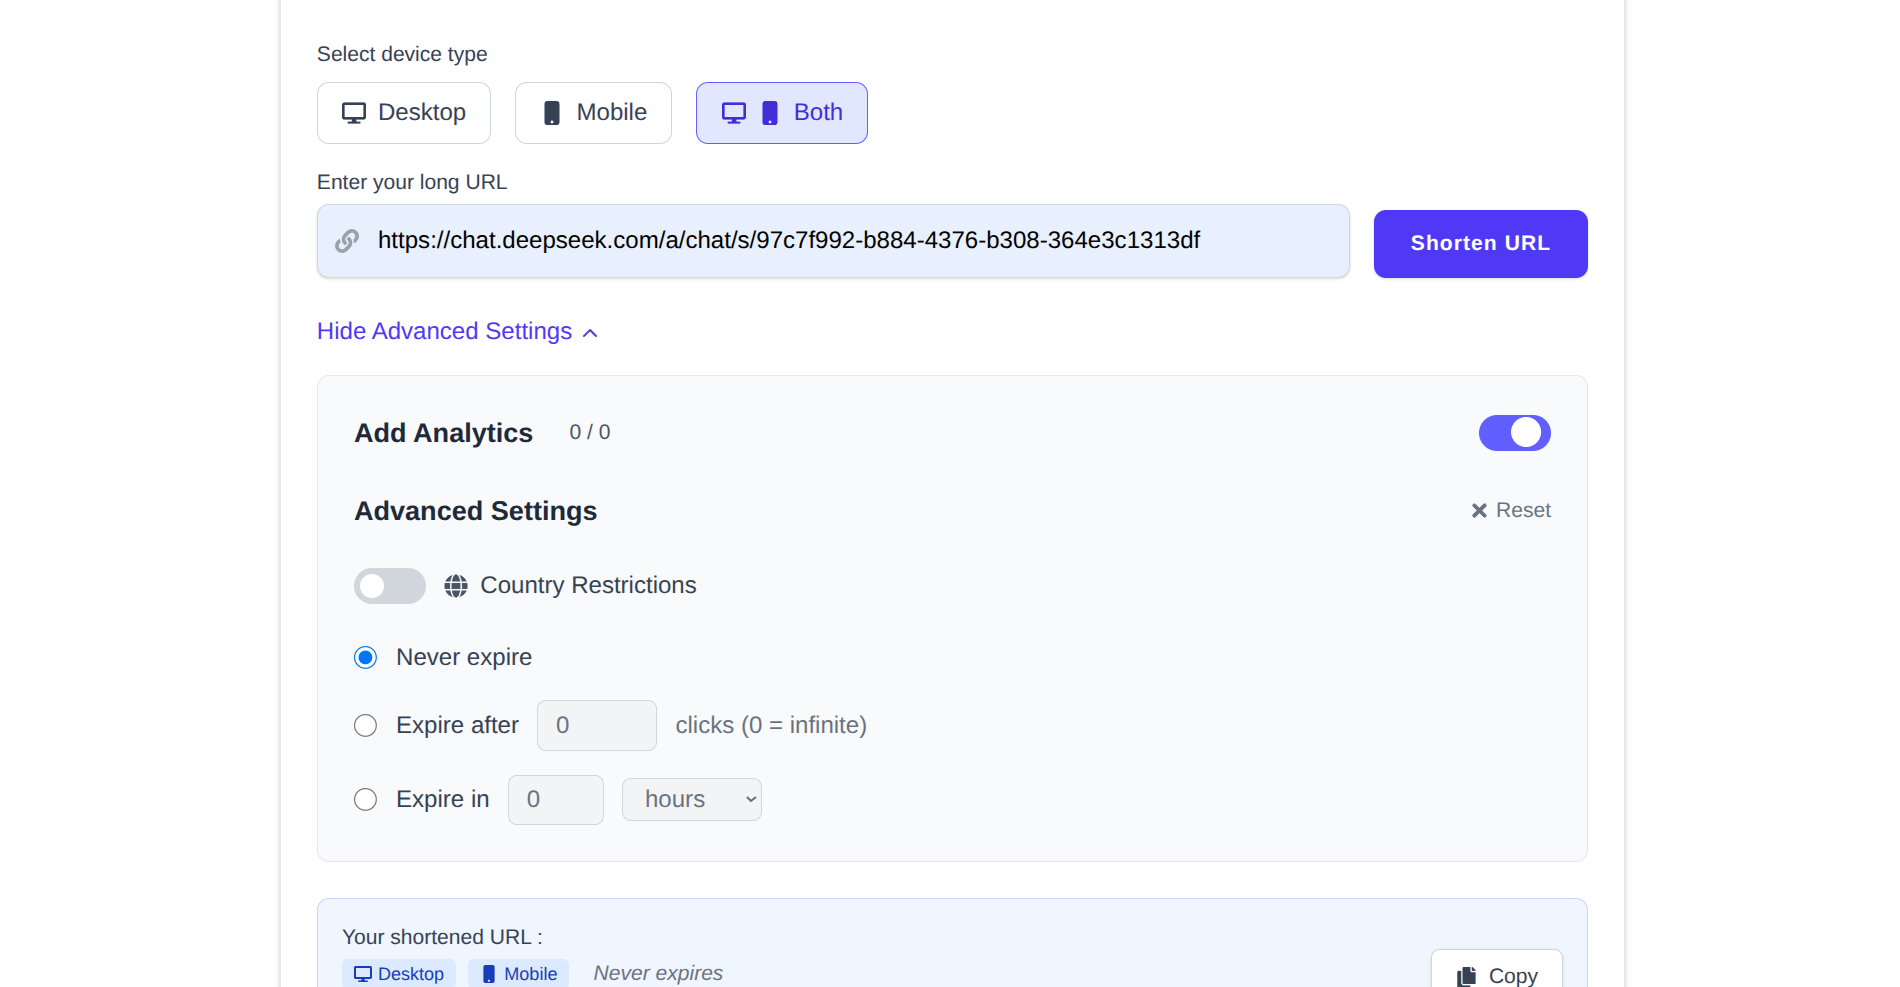 Select device type
Desktop Mobile Both
Enter your long URL
https://chat.deepseek.com/a/chat/s/97c7f992-b884-4376-b308-364e3c1313df Shorten URL
Hide Advanced Settings
Add Analytics 0 / 0
Advanced Settings Reset
Country Restrictions
Never expire
Expire after 0 clicks (0 = infinite)
Expire in 0 hours
Your shortened URL :
Desktop Mobile Never expires Copy